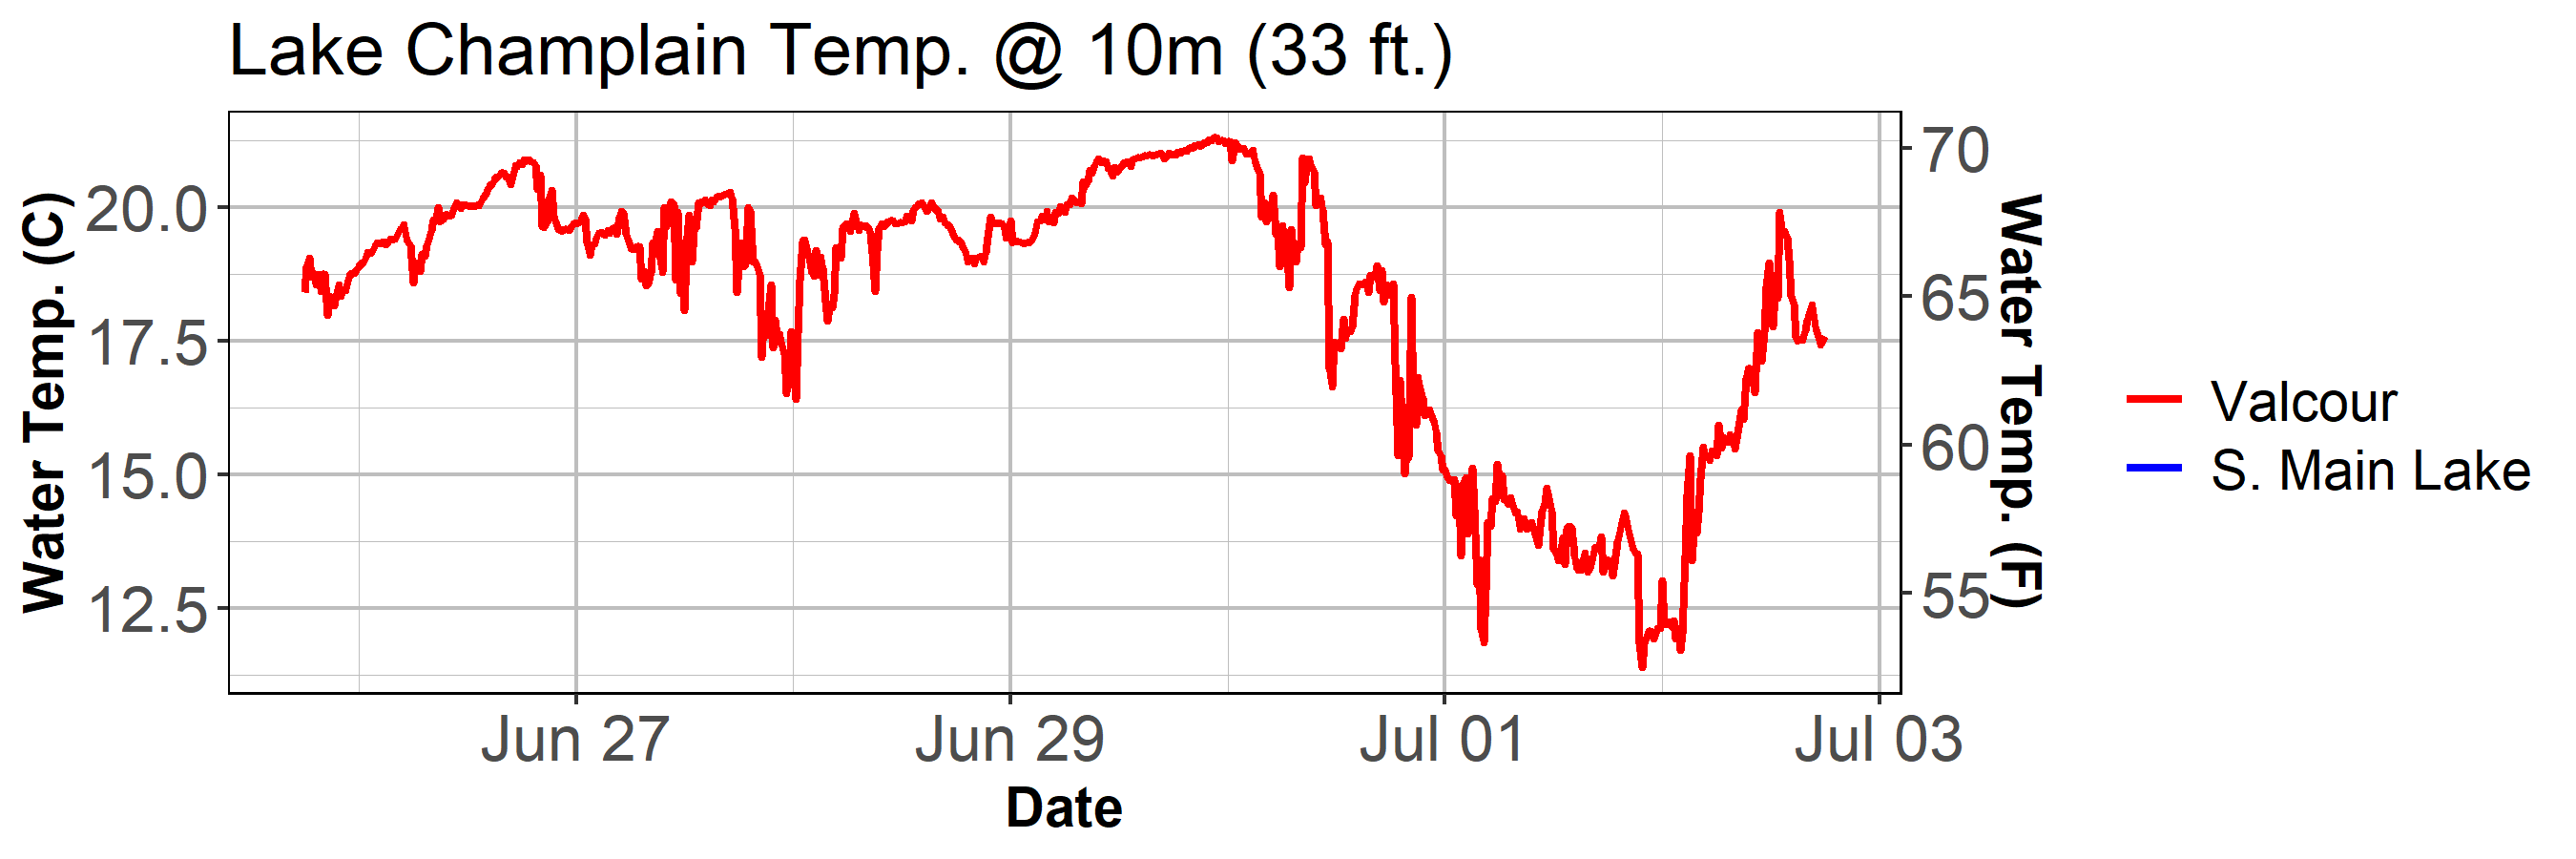 Lake Champlain Temp. @ 10m (33 ft.)
Water Temp. (C)
20.0
17.5
15.0
12.5
70
65
60
55
Water Temp. (F)
Jun 27
Jun 29
Jul 01
Jul 03
Date
Valcour
S. Main Lake